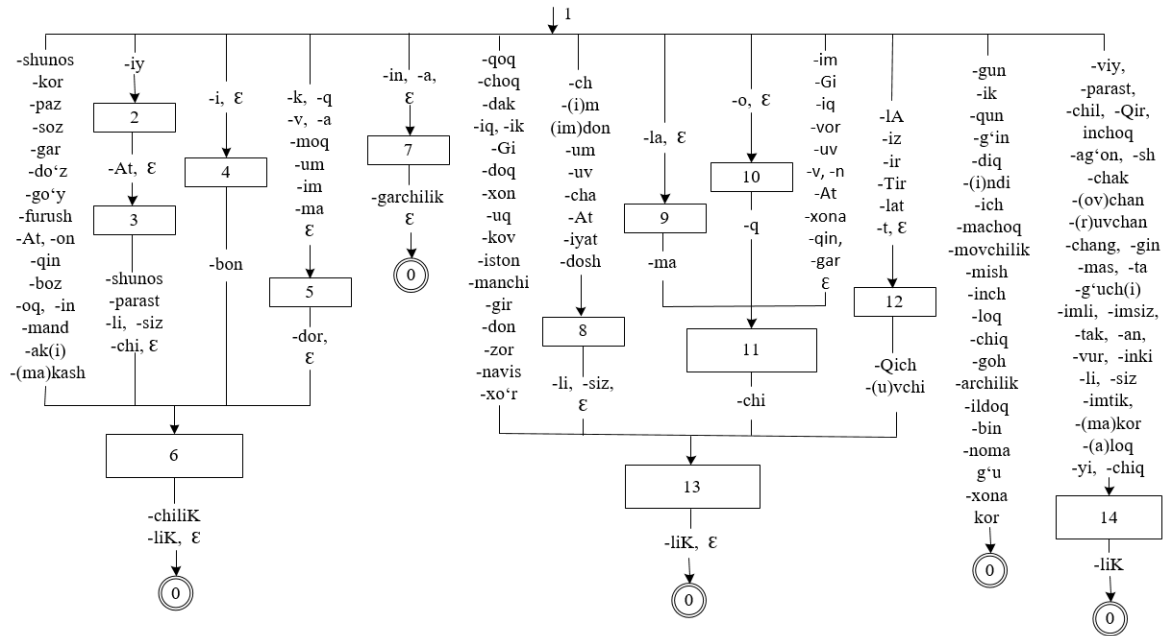 1
-shunos
-kor
-paz
-soz
-gar
-do‘z
-go‘y
-furush
-At, -on
-qin
-boz
-oq, -in
-mand
-ak(i)
-(ma)kash
-iy
2
-At, Ɛ
3
-shunos
-parast
-li, -siz
-chi, Ɛ
-i, Ɛ
4
-bon
-k, -q
-v, -a
-moq
-um
-im
-ma
Ɛ
5
-dor,
Ɛ
6
-chiliK
-liK, Ɛ
0
-in, -a,
Ɛ
7
-garchilik
Ɛ
0
-qoq
-choq
-dak
-iq, -ik
-Gi
-doq
-xon
-uq
-kov
-iston
-manchi
-gir
-don
-zor
-navis
-xo‘r
-ch
-(i)m
(im)don
-um
-uv
-cha
-At
-iyat
-dosh
8
-li, -siz,
Ɛ
-la, Ɛ
9
-ma
-o, Ɛ
10
-q
-im
-Gi
-iq
-vor
-uv
-v, -n
-At
-xona
-qin,
-gar
Ɛ
11
-chi
-lA
-iz
-ir
-Tir
-lat
-t, Ɛ
12
-Qich
-(u)vchi
13
-liK, Ɛ
0
-gun
-ik
-qun
-g‘in
-diq
-(i)ndi
-ich
-machoq
-movchilik
-mish
-inch
-loq
-chiq
-goh
-archilik
-ildoq
-bin
-noma
g‘u
-xona
kor
0
-viy,
-parast,
-chil, -Qir,
inchoq
-ag‘on, -sh
-chak
-(ov)chan
-(r)uvchan
-chang, -gin
-mas, -ta
-g‘uch(i)
-imli, -imsiz,
-tak, -an,
-vur, -inki
-li, -siz
-imtik,
-(ma)kor
-(a)loq
-yi, -chiq
14
-liK
0